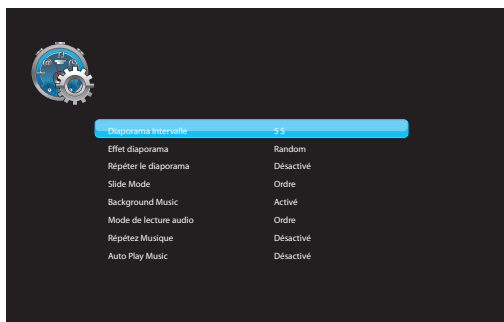 Diaporama Intervalle 5 S
Effet diaporama Random
Répéter le diaporama Désactivé
Slide Mode Ordre
Background Music Activé
Mode de lecture audio Ordre
Répétez Musique Désactivé
Auto Play Music Désactivé